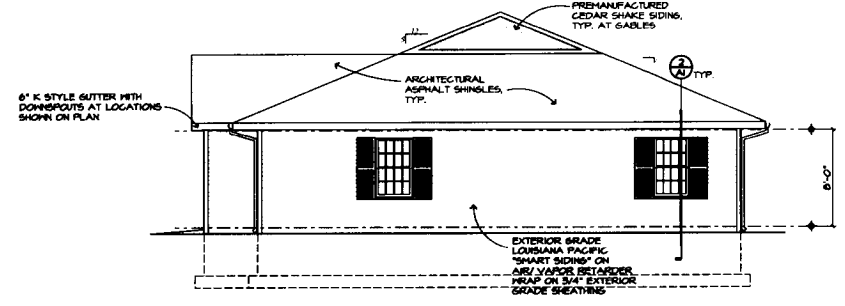 PREMANUFACTURED
CEDAR SHAKE SIDING,
TYP. AT GABLES
12
2
A1
TYP.
ARCHITECTURAL
ASPHALT SHINGLES,
TYP.
6" K STYLE GUTTER WITH
DOWNSPOUTS AT LOCATIONS
SHOWN ON PLAN
8'-0"
EXTERIOR GRADE
LOUISIANA PACIFIC
"SMART SIDING" ON
AIR/ VAPOR RETARDER
WRAP ON 3/4" EXTERIOR
GRADE SHEATHING